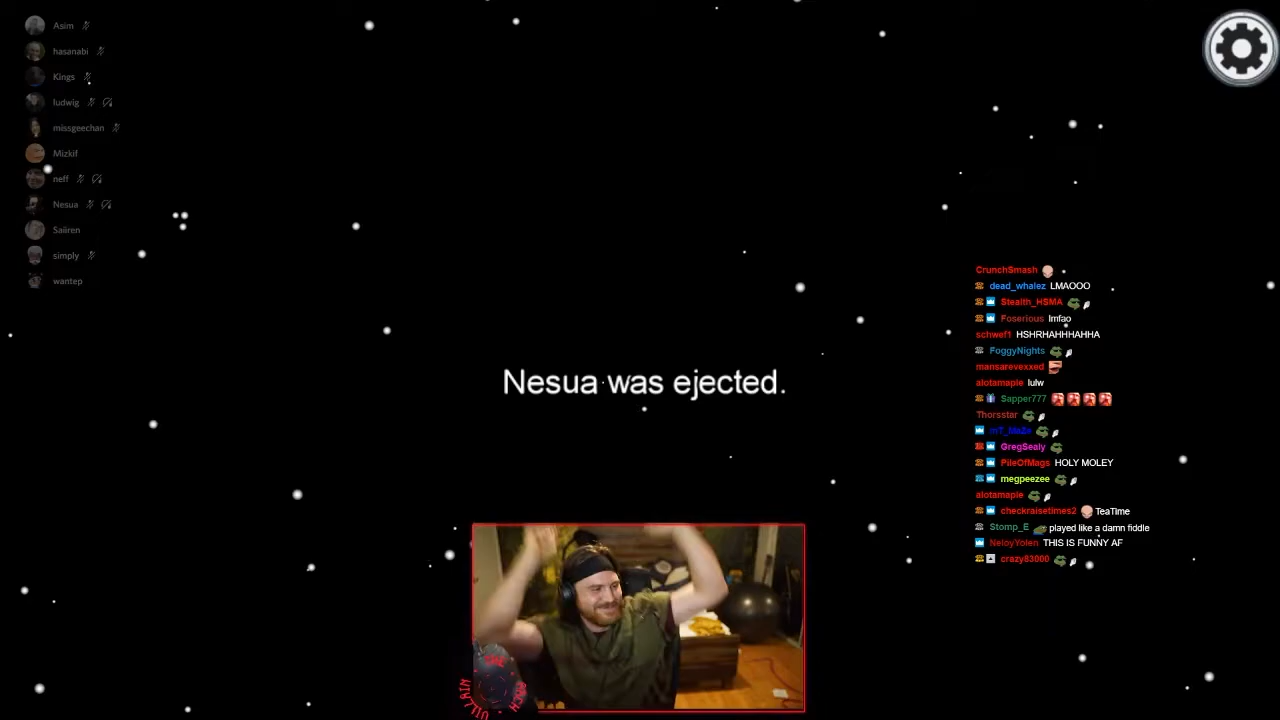 Asim
hasanabi
Kings
ludwig
missgeechan
Mizkif
neff
Nesua
Saiiren
simply
wantep
Nesua was ejected.
CrunchSmash
dead_whalez LMAOOO
Stealth_HSMA
Foserious lmfao
schwef1 HSHRHAHHHAHHA
FoggyNights
mansarevexxed
alotamaple lulw
Sapper777
Thorsstar
GregSealy
PileOfMags HOLY MOLEY
megpeezee
alotamaple
checkraisetimes2 TeaTime
Stomp_E played like a damn fiddle
NeloyYolen THIS IS FUNNY AF
crazy83000
THE